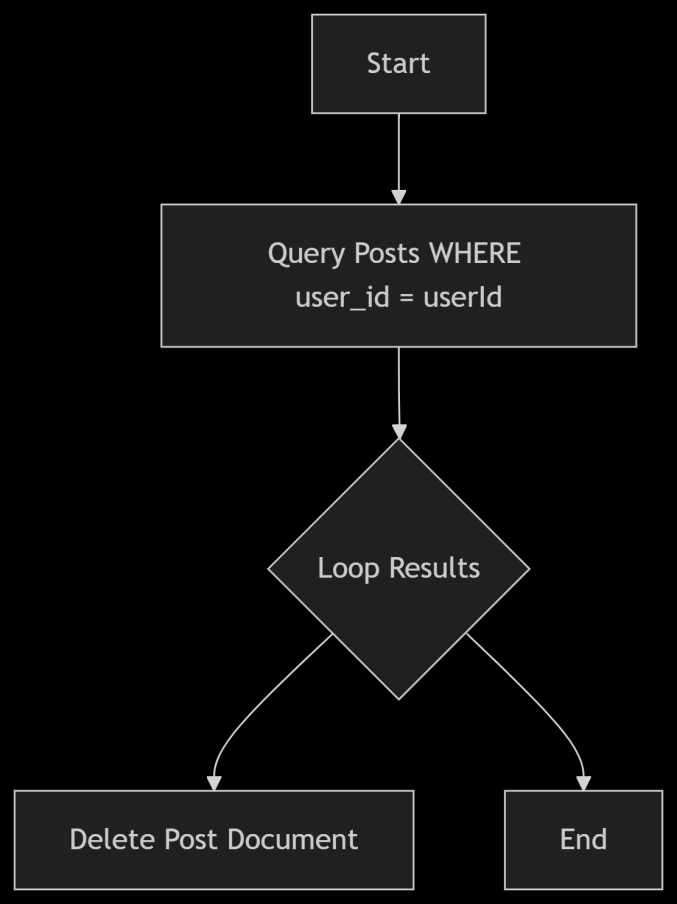 Start
Query Posts WHERE
user_id = userId
Loop Results
Delete Post Document
End